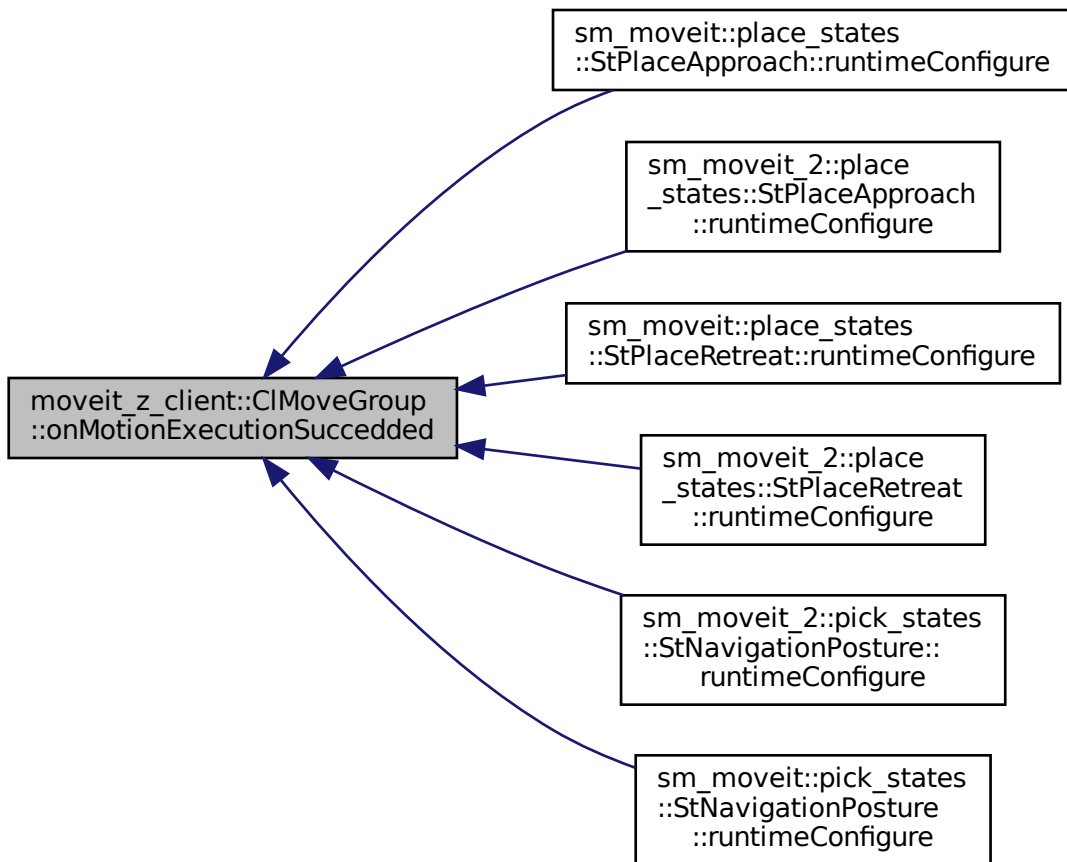 sm_moveit::place_states
::StPlaceApproach::runtimeConfigure
sm_moveit_2::place
_states::StPlaceApproach
::runtimeConfigure
sm_moveit::place_states
::StPlaceRetreat::runtimeConfigure
moveit_z_client::ClMoveGroup
::onMotionExecutionSuccedded
sm_moveit_2::place
_states::StPlaceRetreat
::runtimeConfigure
sm_moveit_2::pick_states
::StNavigationPosture::
runtimeConfigure
sm_moveit::pick_states
::StNavigationPosture
::runtimeConfigure